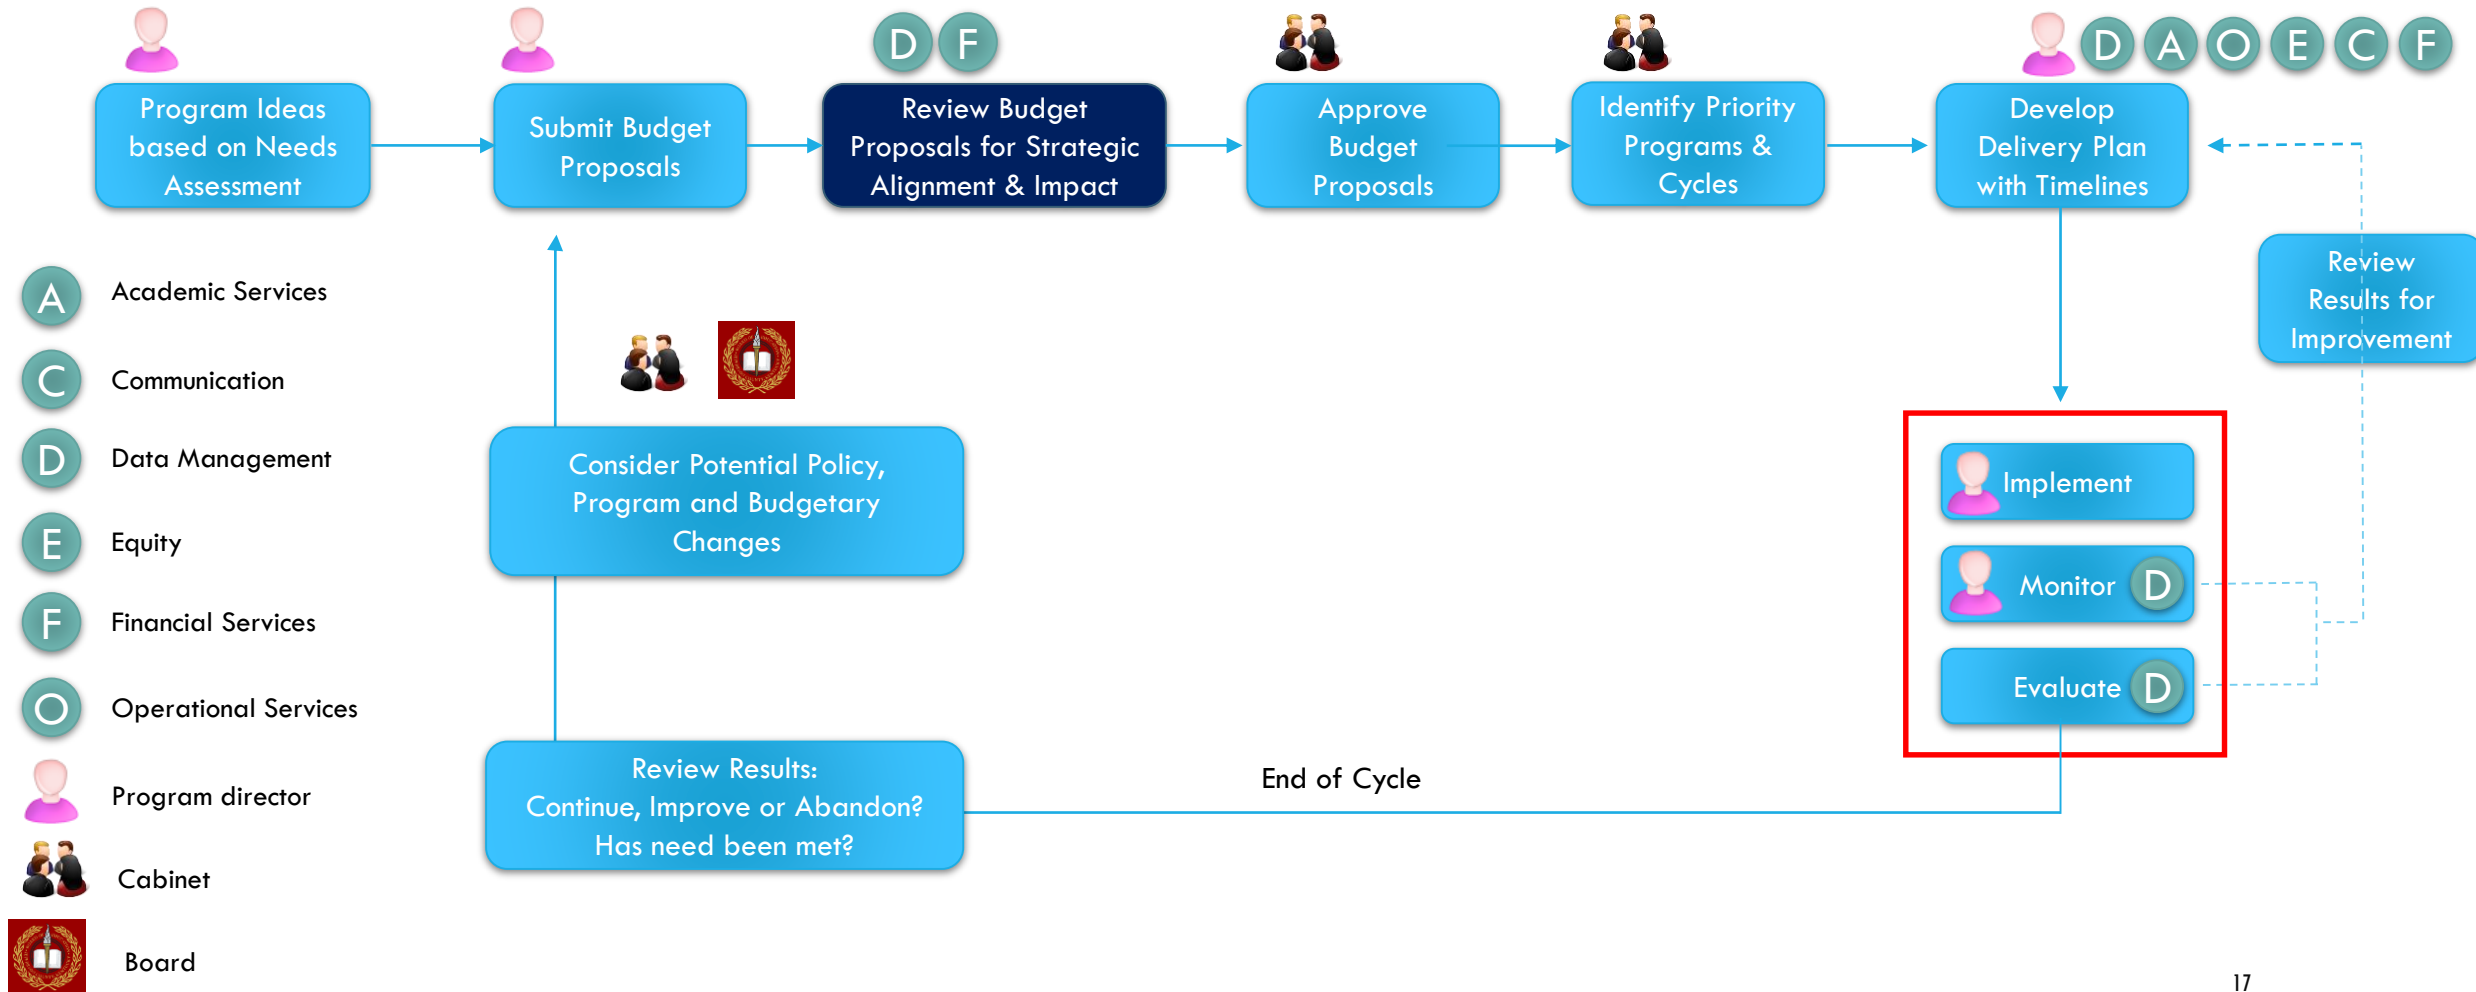 D F
D A O E C F
Program Ideas
based on Needs
Assessment
Submit Budget
Proposals
Review Budget
Proposals for Strategic
Alignment & Impact
Approve
Budget
Proposals
Identify Priority
Programs &
Cycles
Develop
Delivery Plan
with Timelines
Review
Results for
Improvement
A Academic Services
C Communication
D Data Management
E Equity
F Financial Services
O Operational Services
Program director
Cabinet
Board
Consider Potential Policy,
Program and Budgetary
Changes
Implement
Monitor D
Evaluate D
Review Results:
Continue, Improve or Abandon?
Has need been met?
End of Cycle
17